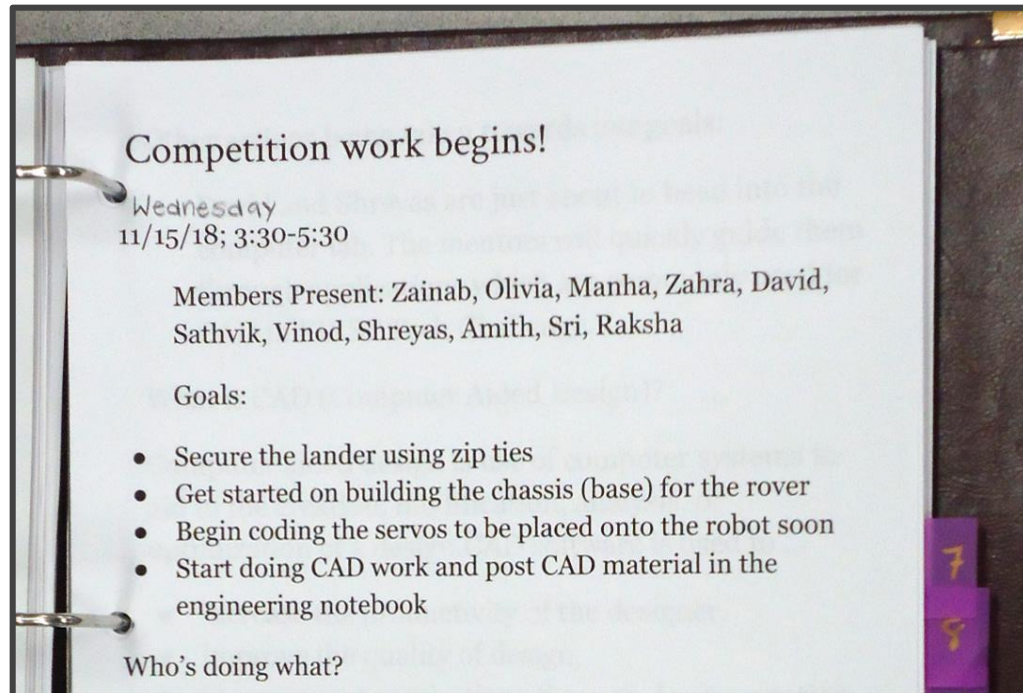 Competition work begins!
Wednesday
11/15/18; 3:30-5:30
Members Present: Zainab, Olivia, Manha, Zahra, David,
Sathvik, Vinod, Shreyas, Amith, Sri, Raksha
Goals:
● Secure the lander using zip ties
● Get started on building the chassis (base) for the rover
● Begin coding the servos to be placed onto the robot soon
● Start doing CAD work and post CAD material in the
engineering notebook
Who's doing what?
7
8